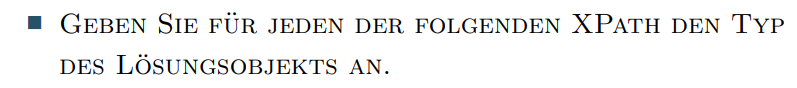 ■ Geben Sie für jeden der folgenden XPath den Typ
des Lösungsobjekts an.